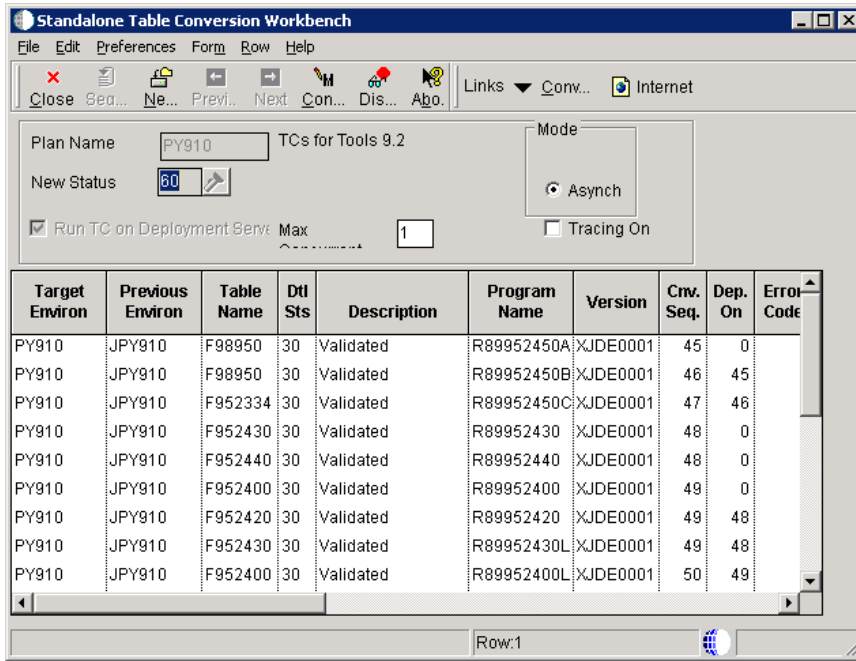 Standalone Table Conversion Workbench
File Edit Preferences Form Row Help
Close Seq... Ne... Previ.. Next Con... Dis... Abo. Links Conv... Internet
Plan Name PY910 TCs for Tools 9.2
Mode
New Status 60
Asynch
Run TC on Deployment Serve Max 1 Tracing On
Target Environ Previous Environ Table Name Dtl Sts Description Program Name Version Cnv. Seq. Dep. On Error Code
PY910 JPY910 F98950 30 Validated R89952450A XJDE0001 45 0
PY910 JPY910 F98950 30 Validated R89952450B XJDE0001 46 45
PY910 JPY910 F952334 30 Validated R89952450C XJDE0001 47 46
PY910 JPY910 F952430 30 Validated R89952430 XJDE0001 48 0
PY910 JPY910 F952440 30 Validated R89952440 XJDE0001 48 0
PY910 JPY910 F952400 30 Validated R89952400 XJDE0001 49 0
PY910 JPY910 F952420 30 Validated R89952420 XJDE0001 49 48
PY910 JPY910 F952430 30 Validated R89952430L XJDE0001 49 48
PY910 JPY910 F952400 30 Validated R89952400L XJDE0001 50 49
Row:1